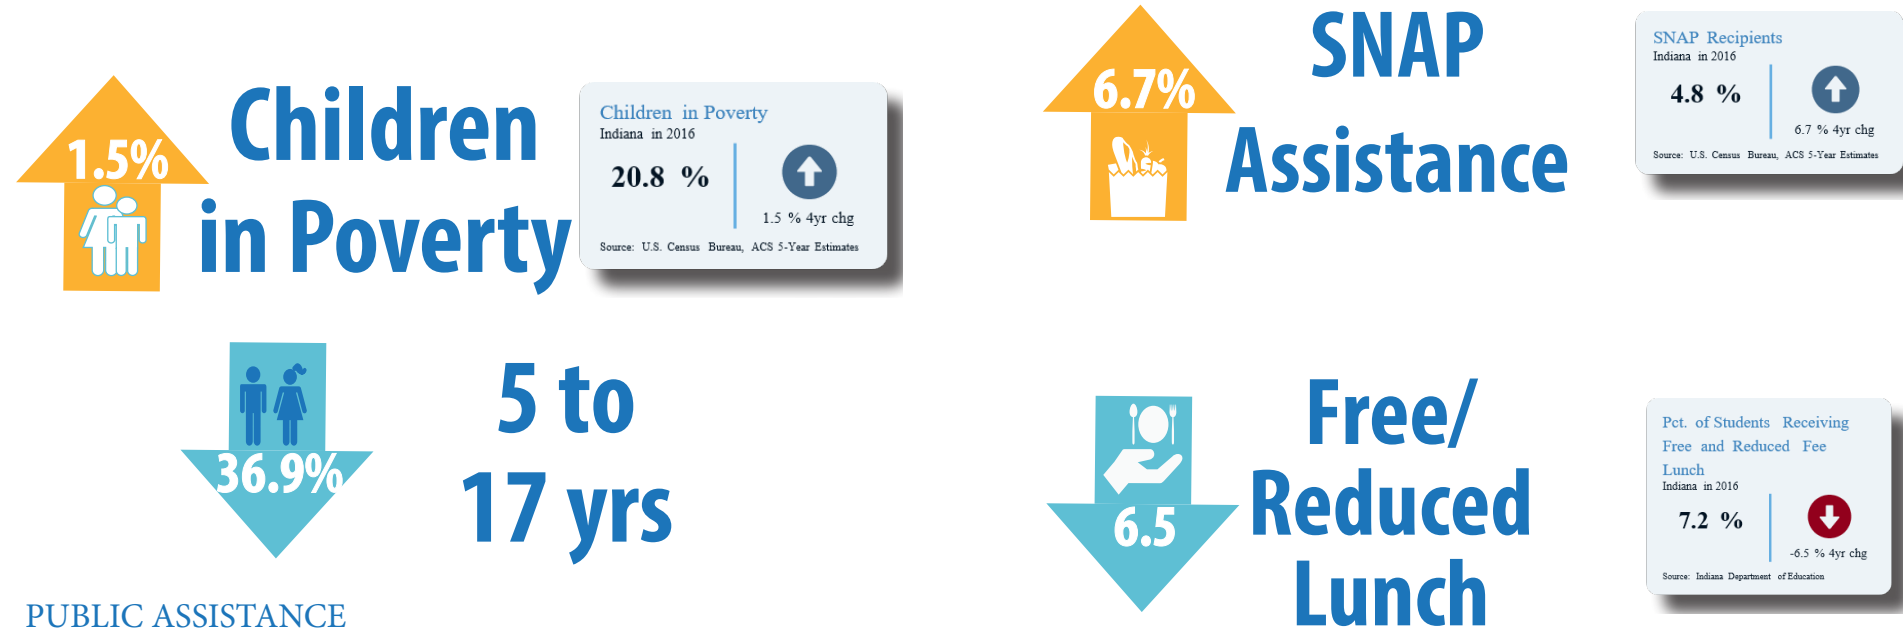 1.5%
Children
in Poverty
Children in Poverty
Indiana in 2016
20.8 %
1.5 % 4yr chg
Source: U.S. Census Bureau, ACS 5-Year Estimates
36.9%
5 to
17 yrs
PUBLIC ASSISTANCE
6.7%
SNAP
Assistance
SNAP Recipients
Indiana in 2016
4.8 %
6.7 % 4yr chg
Source: U.S. Census Bureau, ACS 5-Year Estimates
6.5
Free/
Reduced
Lunch
Pct. of Students Receiving
Free and Reduced Fee
Lunch
Indiana in 2016
7.2 %
-6.5 % 4yr chg
Source: Indiana Department of Education